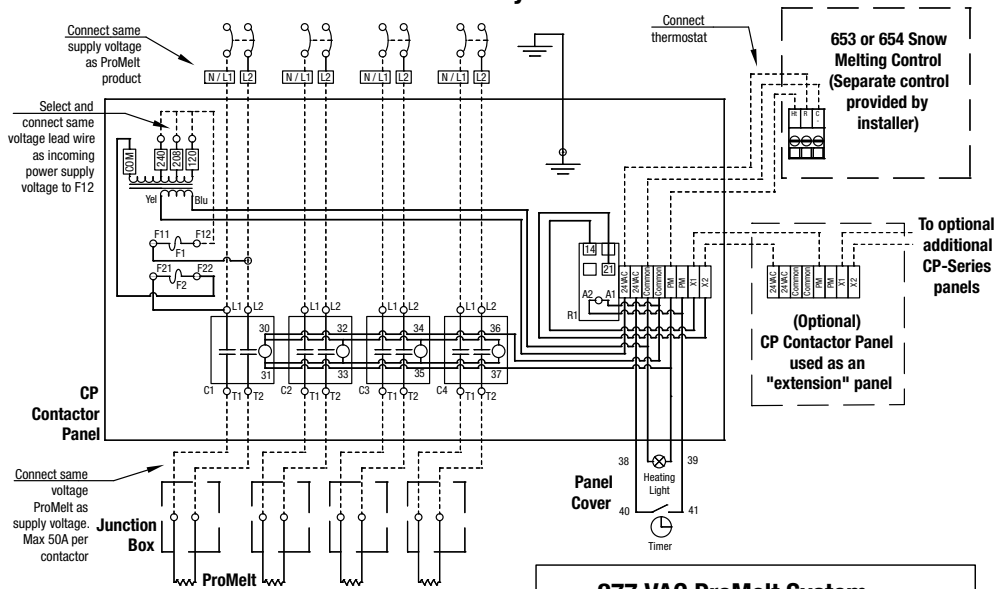 Connect same
supply voltage
as ProMelt
product
N / L1 L2
N / L1 L2
N / L1 L2
N / L1 L2
Connect
thermostat
653 or 654 Snow
Melting Control
(Separate control
provided by
installer)
Ht R C
Select and
connect same
voltage lead wire
as incoming
power supply
voltage to F12
COM
240
208
120
Yel
Blu
F11 F12
F1
F21 F22
F2
14
21
A2 A1
R1
24VAC
24VAC
Common
Common
PM
PM
X1
X2
24VAC
24VAC
Common
Common
PM
PM
X1
X2
To optional
additional
CP-Series
panels
(Optional)
CP Contactor Panel
used as an
"extension" panel
L1 L2
L1 L2
L1 L2
L1 L2
30 32 34 36
31 33 35 37
C1 T1 T2
C2 T1 T2
C3 T1 T2
C4 T1 T2
CP
Contactor
Panel
38 39
Heating
Light
Panel
Cover
40 41
Timer
Connect same
voltage
ProMelt as
supply voltage.
Max 50A per
contactor
Junction
Box
ProMelt
277 VAC ProMelt System